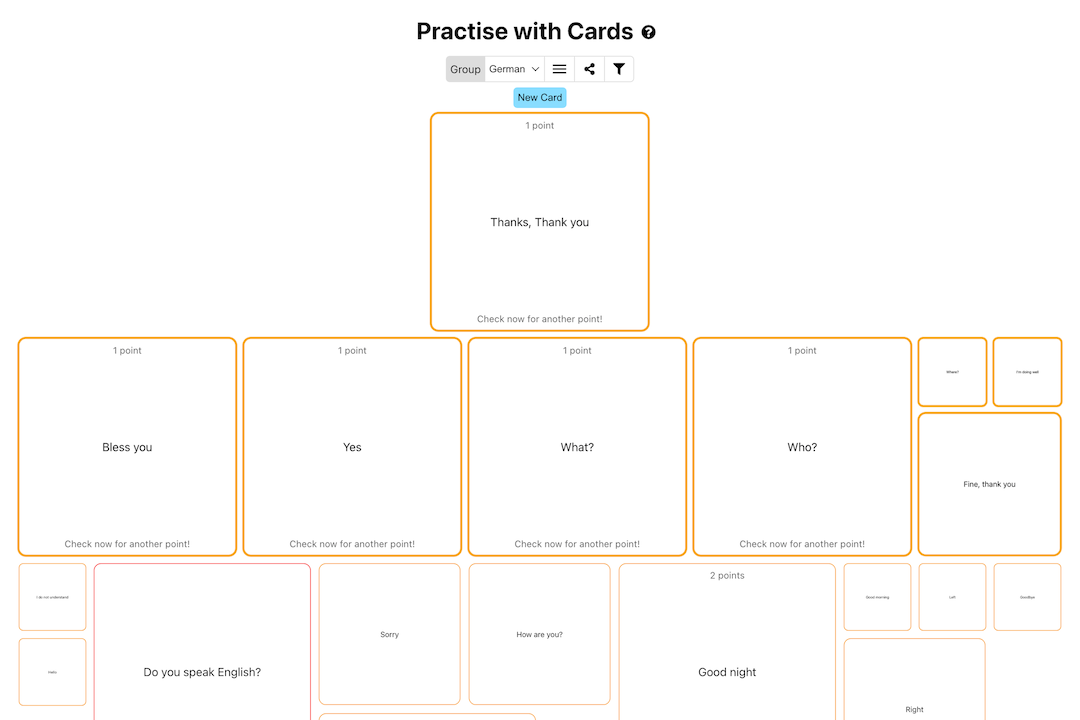 Practise with Cards
Group German
New Card
1 point
Thanks, Thank you
Check now for another point!
1 point
Bless you
Check now for another point!
1 point
Yes
Check now for another point!
1 point
What?
Check now for another point!
1 point
Who?
Check now for another point!
Where?
I'm doing well
Fine, thank you
I do not understand
Hello
Do you speak English?
Sorry
How are you?
2 points
Good night
Good morning
Left
Goodbye
Right